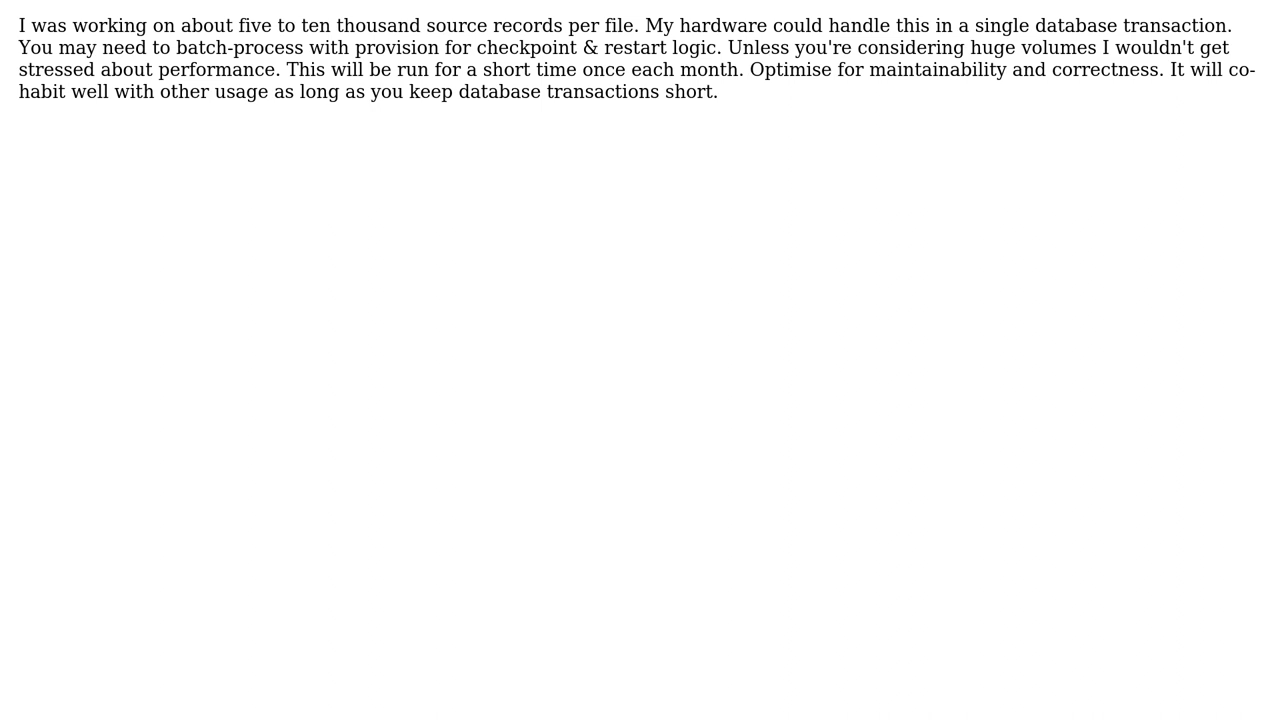 I was working on about five to ten thousand source records per file. My hardware could handle this in a single database transaction.
You may need to batch-process with provision for checkpoint & restart logic. Unless you're considering huge volumes I wouldn't get
stressed about performance. This will be run for a short time once each month. Optimise for maintainability and correctness. It will co-
habit well with other usage as long as you keep database transactions short.